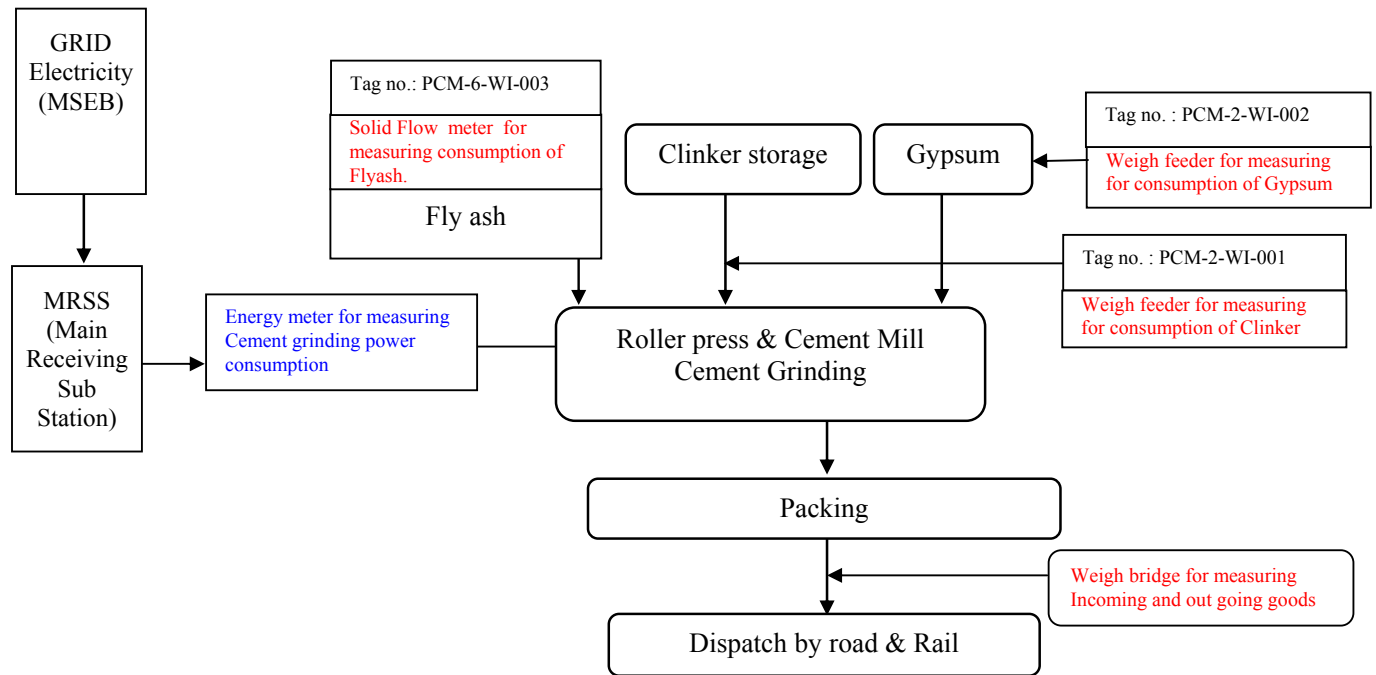 GRID
Electricity
(MSEB)
Tag no.: PCM-6-WI-003
Solid Flow meter for
measuring consumption of
Flyash.
Fly ash
Clinker storage
Gypsum
Tag no. : PCM-2-WI-002
Weigh feeder for measuring
for consumption of Gypsum
Tag no. : PCM-2-WI-001
Weigh feeder for measuring
for consumption of Clinker
MRSS
(Main
Receiving
Sub
Station)
Energy meter for measuring
Cement grinding power
consumption
Roller press & Cement Mill
Cement Grinding
Packing
Weigh bridge for measuring
Incoming and out going goods
Dispatch by road & Rail